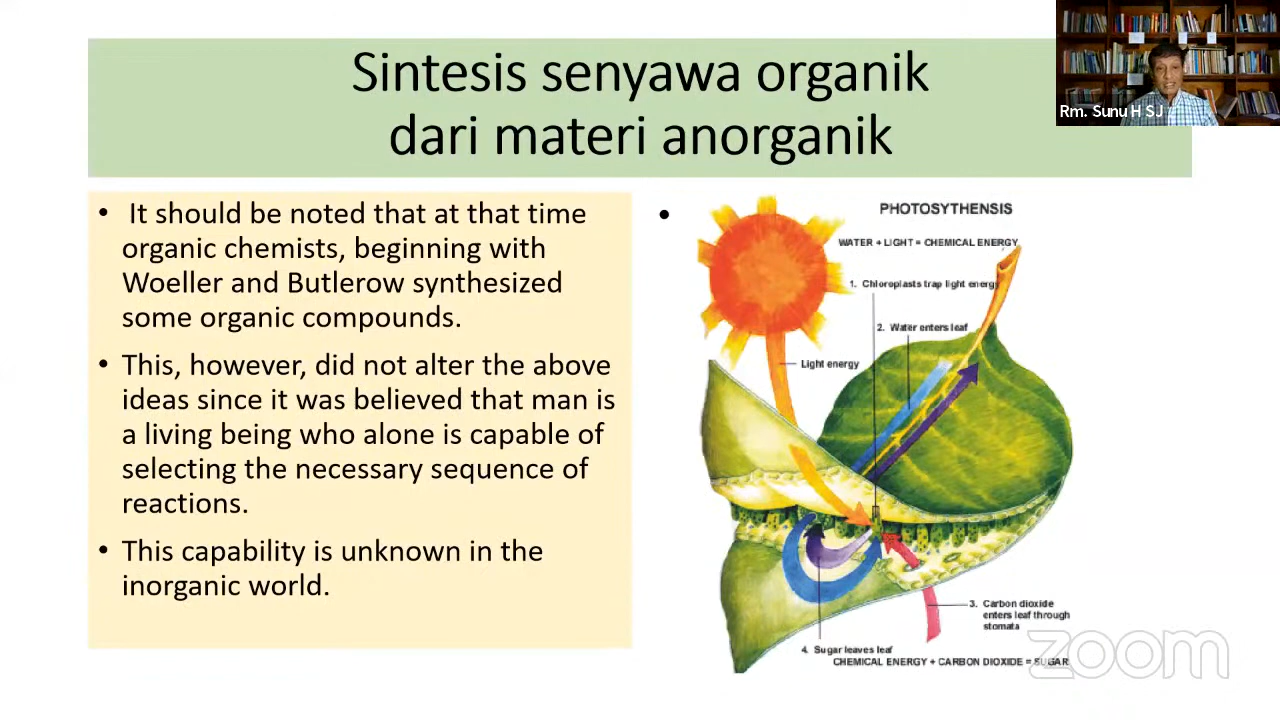 Sintesis senyawa organik
dari materi anorganik
Rm. Sunu H SJ
• It should be noted that at that time
organic chemists, beginning with
Woeller and Butlerow synthesized
some organic compounds.
• This, however, did not alter the above
ideas since it was believed that man is
a living being who alone is capable of
selecting the necessary sequence of
reactions.
• This capability is unknown in the
inorganic world.
•
PHOTOSYTHENSIS
WATER + LIGHT = CHEMICAL ENERGY
1. Chloroplasts trap light energy
2. Water enters leaf
Light energy
3. Carbon dioxide
enters leaf through
stomata
4. Sugar leaves leaf
CHEMICAL ENERGY + CARBON DIOXIDE = SUGAR
zoom